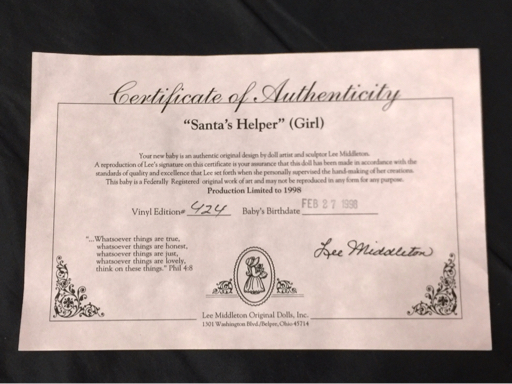 Certificate of Authenticity
"Santa's Helper" (Girl)
Your new baby is an authentic original design by doll artist and sculptor Lee Middleton.
A reproduction of Lee's signature on this certificate is your assurance that this doll has been made in accordance with the
standards of quality and excellence that Lee set forth when she personally supervised the hand-making of her creations.
This baby is a Federally Registered original work of art and may not be reproduced in any form for any purpose.
Production Limited to 1998
Vinyl Edition# 424 Baby's Birthdate FEB 27 1998
"...Whatsoever things are true,
whatsoever things are honest,
whatsoever things are just,
whatsoever things are lovely,
think on these things." Phil 4:8
Lee Middleton
Lee Middleton Original Dolls, Inc.
1301 Washington Blvd./Belpre, Ohio 45714